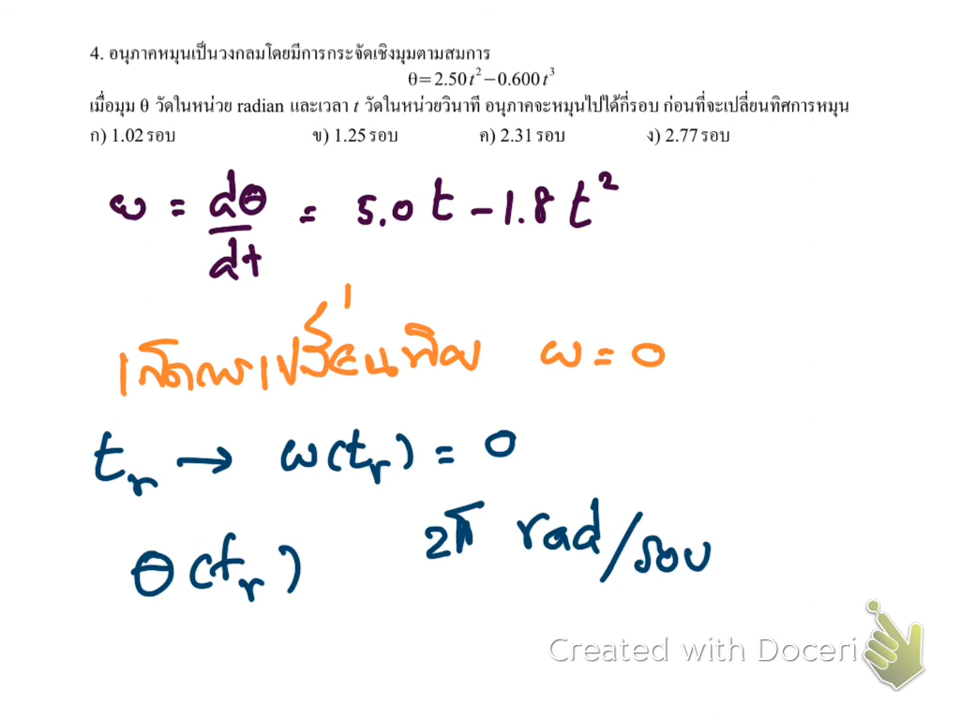 4. อนุภาคหมุนเป็นวงกลมโดยมีการกระจัดเชิงมุมตามสมการ
θ=2.50t²−0.600t³
เมื่อมุม θ วัดในหน่วย radian และเวลา t วัดในหน่วยวินาที อนุภาคจะหมุนไปได้กี่รอบ ก่อนที่จะเปลี่ยนทิศการหมุน
ก) 1.02 รอบ ข) 1.25 รอบ ค) 2.31 รอบ ง) 2.77 รอบ
ω = dθ/dt = 5.0t − 1.8t²
เกิดการเปลี่ยนทิศ ω = 0
tᵣ → ω(tᵣ) = 0
θ(tᵣ) 2π rad/รอบ
Created with Doceri